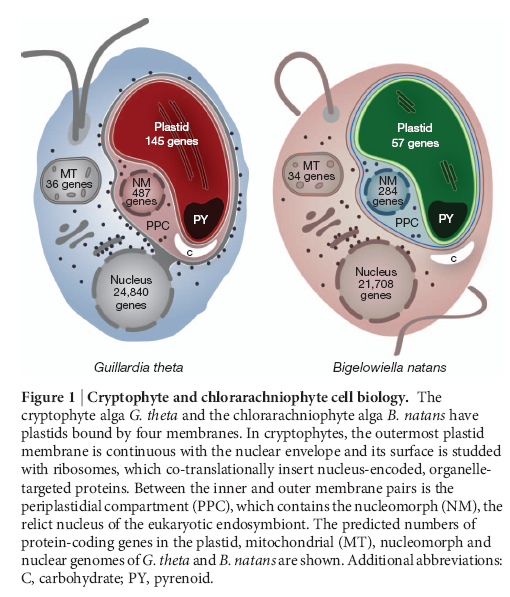 Plastid
145 genes
MT
36 genes
NM
487
genes
PY
PPC
C
Nucleus
24,840
genes
Guillardia theta
Plastid
57 genes
MT
34 genes
NM
284
genes
PY
PPC
C
Nucleus
21,708
genes
Bigelowiella natans
Figure 1 | Cryptophyte and chlorarachniophyte cell biology. The
cryptophyte alga G. theta and the chlorarachniophyte alga B. natans have
plastids bound by four membranes. In cryptophytes, the outermost plastid
membrane is continuous with the nuclear envelope and its surface is studded
with ribosomes, which co-translationally insert nucleus-encoded, organelle-
targeted proteins. Between the inner and outer membrane pairs is the
periplastidial compartment (PPC), which contains the nucleomorph (NM), the
relict nucleus of the eukaryotic endosymbiont. The predicted numbers of
protein-coding genes in the plastid, mitochondrial (MT), nucleomorph and
nuclear genomes of G. theta and B. natans are shown. Additional abbreviations:
C, carbohydrate; PY, pyrenoid.